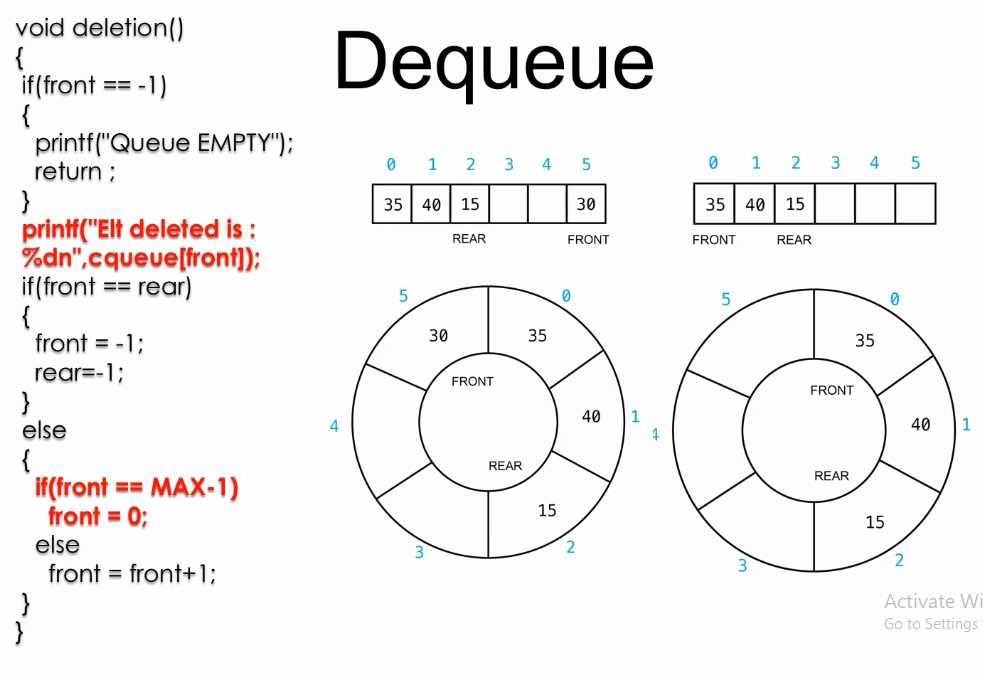 void deletion()
{
if(front == -1)
{
printf("Queue EMPTY");
return ;
}
printf("Elt deleted is :
%dn",cqueue[front]);
if(front == rear)
{
front = -1;
rear=-1;
}
else
{
if(front == MAX-1)
front = 0;
else
front = front+1;
}
}
Dequeue
0 1 2 3 4 5
35 40 15 30
REAR FRONT
0 1 2 3 4 5
35 40 15
FRONT REAR
5 0
30 35
FRONT
4 40 1
REAR
15
3 2
5 0
35
FRONT
4 40 1
REAR
15
3 2
Activate Wi
Go to Settings